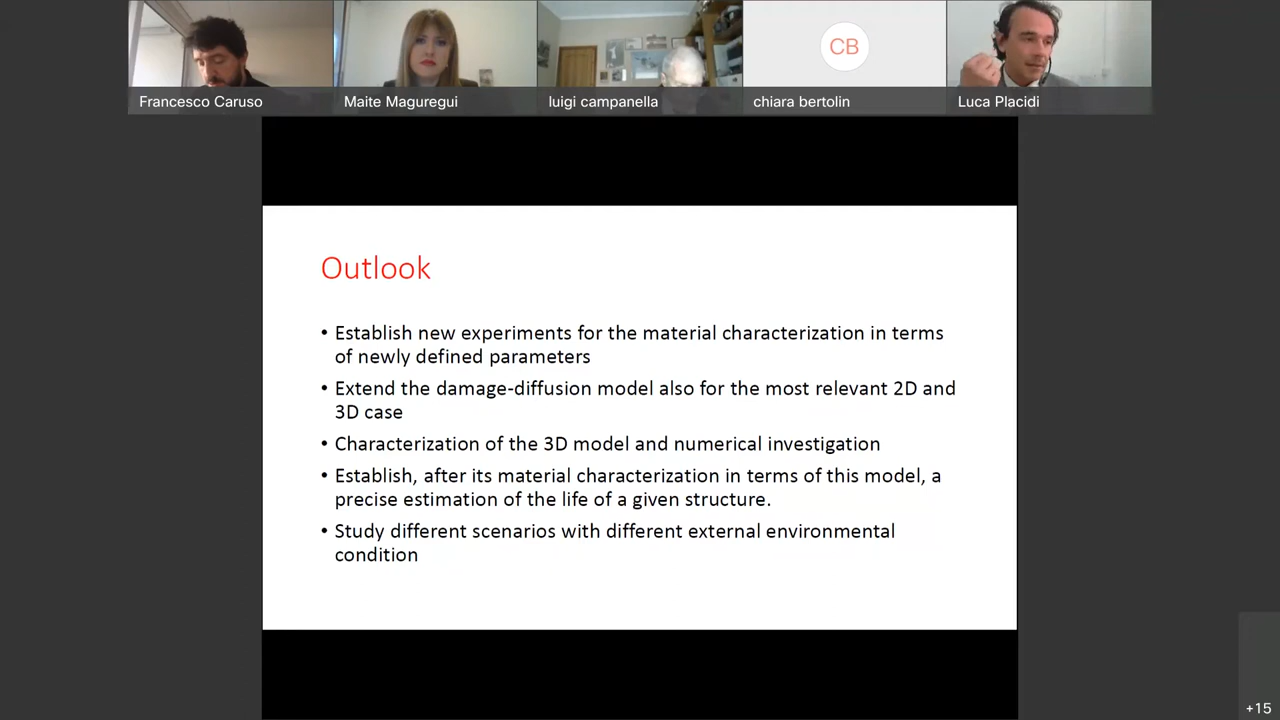 CB
Francesco Caruso
Maite Maguregui
luigi campanella
chiara bertolin
Luca Placidi
Outlook
• Establish new experiments for the material characterization in terms
of newly defined parameters
• Extend the damage-diffusion model also for the most relevant 2D and
3D case
• Characterization of the 3D model and numerical investigation
• Establish, after its material characterization in terms of this model, a
precise estimation of the life of a given structure.
• Study different scenarios with different external environmental
condition
+15